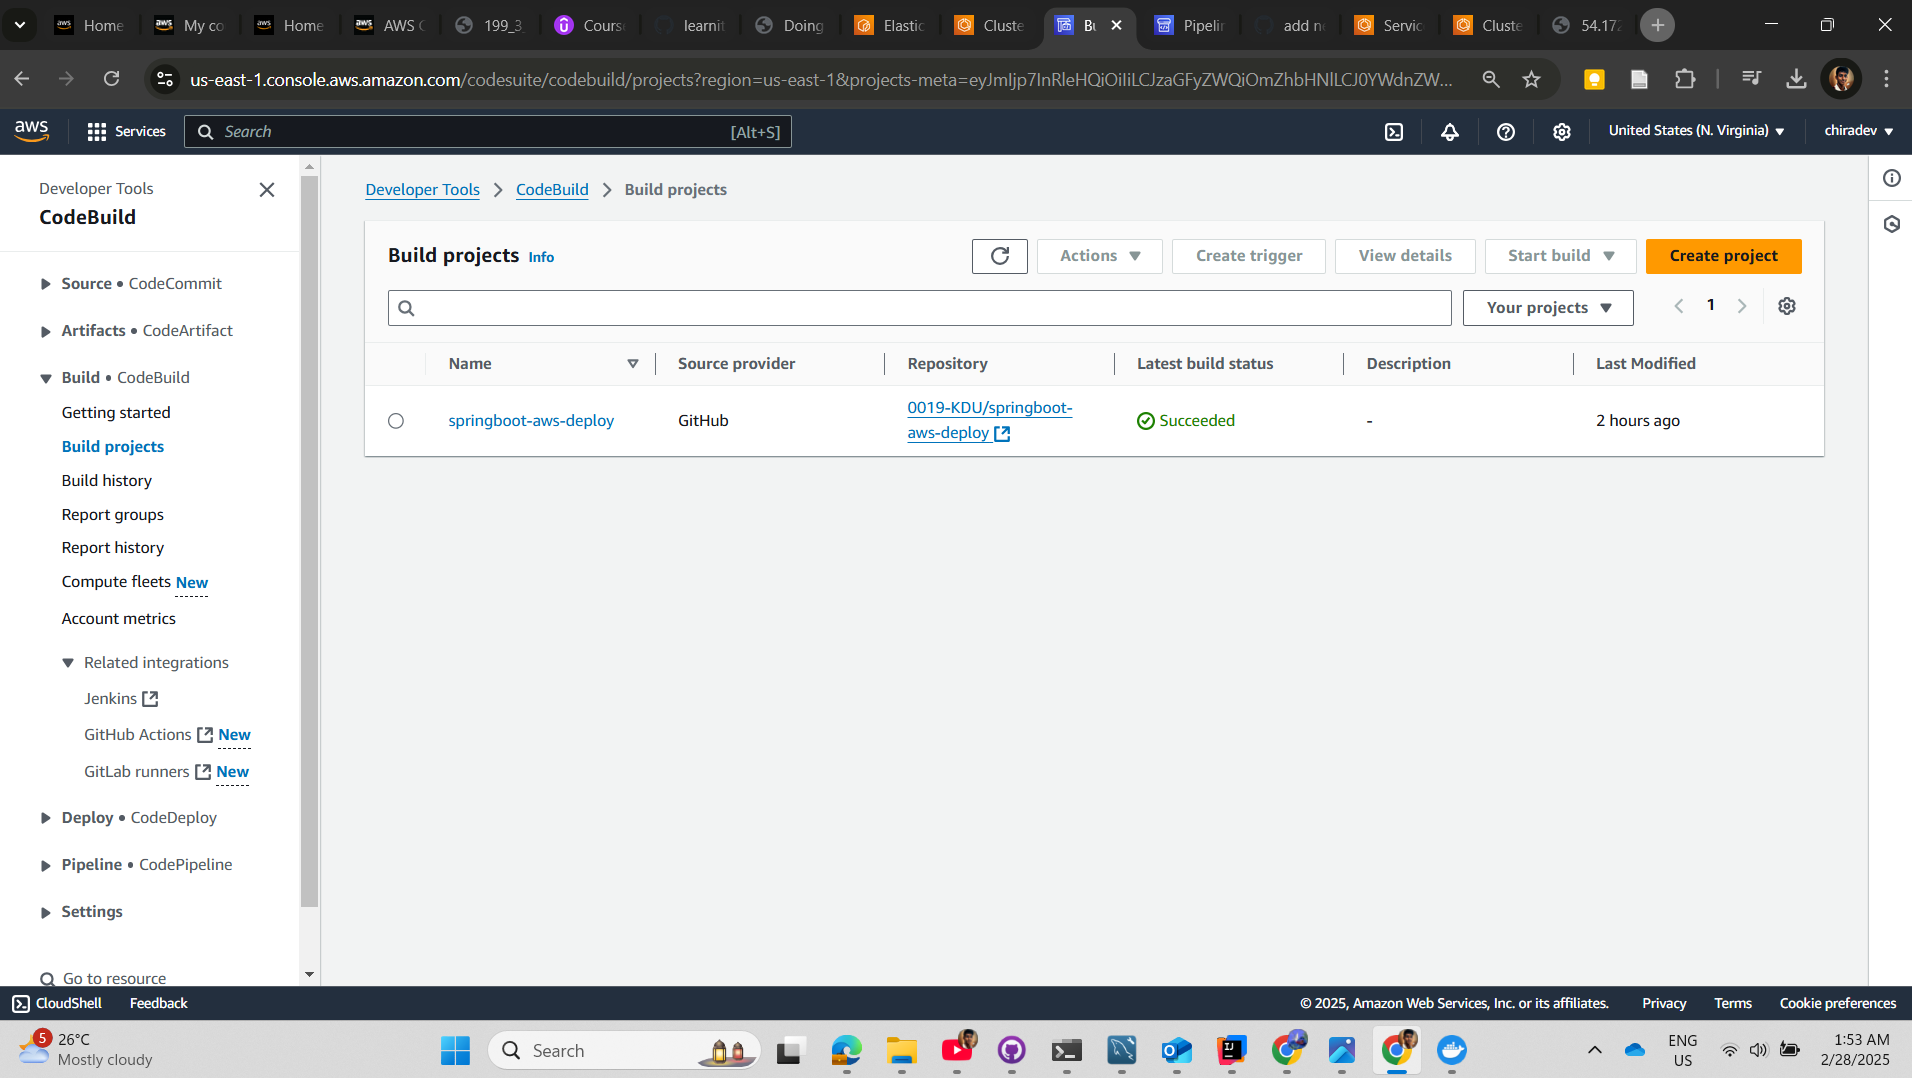 Home
My co
Home
AWS C
199_3
Cours
learnit
Doing
Elastic
Cluste
Bu
Pipelin
add ne
Servic
Cluste
54.172
us-east-1.console.aws.amazon.com/codesuite/codebuild/projects?region=us-east-1&projects-meta=eyJmIjp7InRleHQiOiIiLCJzaGFyZWQiOmZhbHNlLCJ0YWdnZW...
aws
Services
Search
[Alt+S]
United States (N. Virginia)
chiradev
Developer Tools
CodeBuild
Source • CodeCommit
Artifacts • CodeArtifact
Build • CodeBuild
Getting started
Build projects
Build history
Report groups
Report history
Compute fleets New
Account metrics
Related integrations
Jenkins
GitHub Actions New
GitLab runners New
Deploy • CodeDeploy
Pipeline • CodePipeline
Settings
Go to resource
Developer Tools
CodeBuild
Build projects
Build projects Info
Actions
Create trigger
View details
Start build
Create project
Your projects
1
Name
Source provider
Repository
Latest build status
Description
Last Modified
springboot-aws-deploy
GitHub
0019-KDU/springboot-
aws-deploy
Succeeded
-
2 hours ago
CloudShell
Feedback
© 2025, Amazon Web Services, Inc. or its affiliates.
Privacy
Terms
Cookie preferences
5
26°C
Mostly cloudy
Search
ENG
US
1:53 AM
2/28/2025